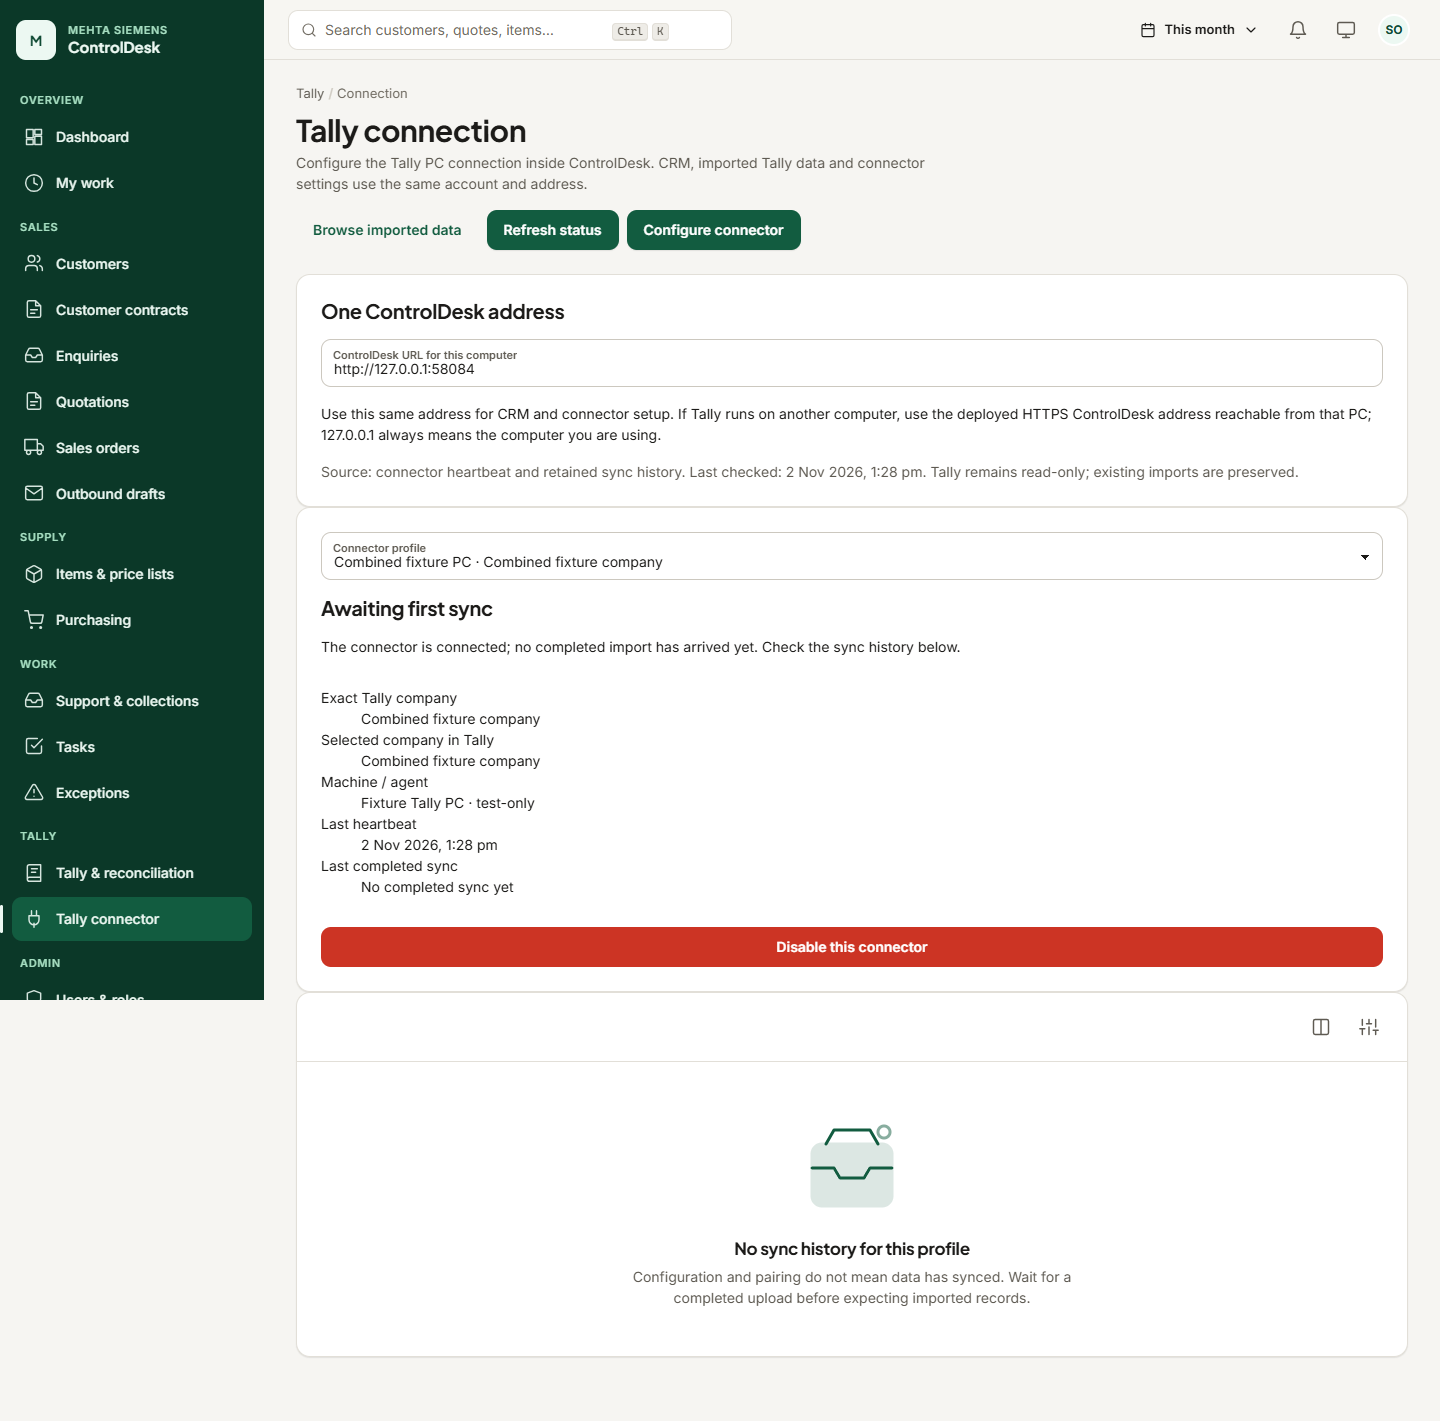 M
MEHTA SIEMENS
ControlDesk
OVERVIEW
Dashboard
My work
SALES
Customers
Customer contracts
Enquiries
Quotations
Sales orders
Outbound drafts
SUPPLY
Items & price lists
Purchasing
WORK
Support & collections
Tasks
Exceptions
TALLY
Tally & reconciliation
Tally connector
ADMIN
Users & roles
Search customers, quotes, items...
Ctrl K
This month
SO
Tally / Connection
Tally connection
Configure the Tally PC connection inside ControlDesk. CRM, imported Tally data and connector
settings use the same account and address.
Browse imported data
Refresh status
Configure connector
One ControlDesk address
ControlDesk URL for this computer
http://127.0.0.1:58084
Use this same address for CRM and connector setup. If Tally runs on another computer, use the deployed HTTPS ControlDesk address reachable from that PC;
127.0.0.1 always means the computer you are using.
Source: connector heartbeat and retained sync history. Last checked: 2 Nov 2026, 1:28 pm. Tally remains read-only; existing imports are preserved.
Connector profile
Combined fixture PC · Combined fixture company
Awaiting first sync
The connector is connected; no completed import has arrived yet. Check the sync history below.
Exact Tally company
Combined fixture company
Selected company in Tally
Combined fixture company
Machine / agent
Fixture Tally PC · test-only
Last heartbeat
2 Nov 2026, 1:28 pm
Last completed sync
No completed sync yet
Disable this connector
No sync history for this profile
Configuration and pairing do not mean data has synced. Wait for a
completed upload before expecting imported records.